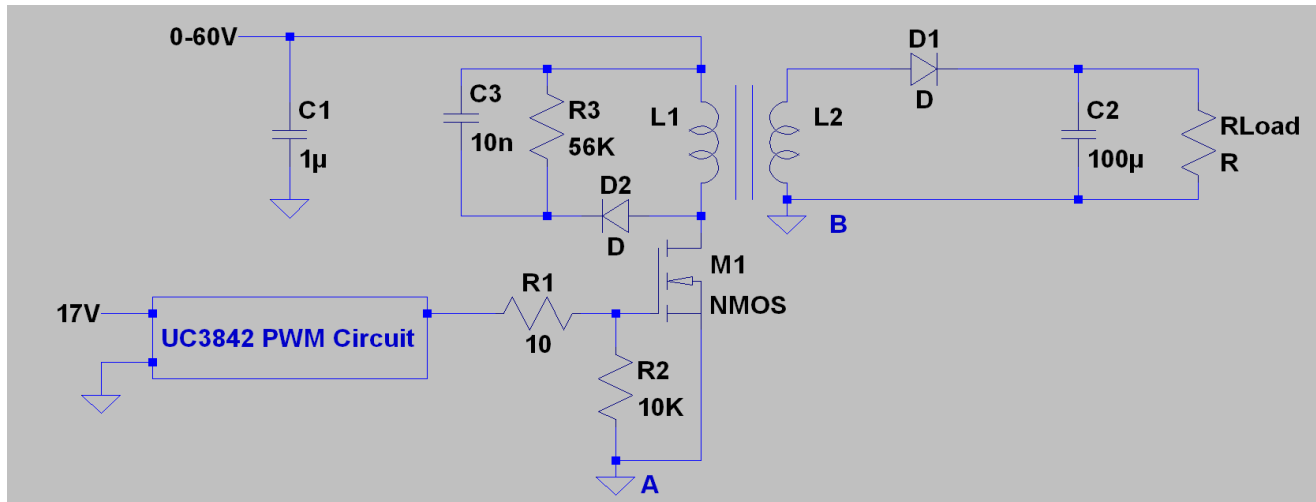 0-60V
C1
1µ
C3
10n
R3
56K
D2
D
L1
L2
D1
D
C2
100µ
RLoad
R
B
M1
NMOS
R1
10
R2
10K
17V
UC3842 PWM Circuit
A